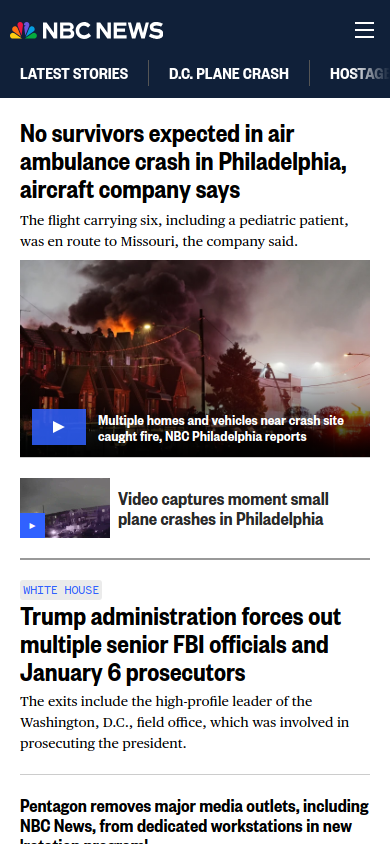 NBC NEWS
LATEST STORIES
D.C. PLANE CRASH
No survivors expected in air
ambulance crash in Philadelphia,
aircraft company says
The flight carrying six, including a pediatric patient,
was en route to Missouri, the company said.
Multiple homes and vehicles near crash site
caught fire, NBC Philadelphia reports
Video captures moment small
plane crashes in Philadelphia
WHITE HOUSE
Trump administration forces out
multiple senior FBI officials and
January 6 prosecutors
The exits include the high-profile leader of the
Washington, D.C., field office, which was involved in
prosecuting the president.
Pentagon removes major media outlets, including
NBC News, from dedicated workstations in new